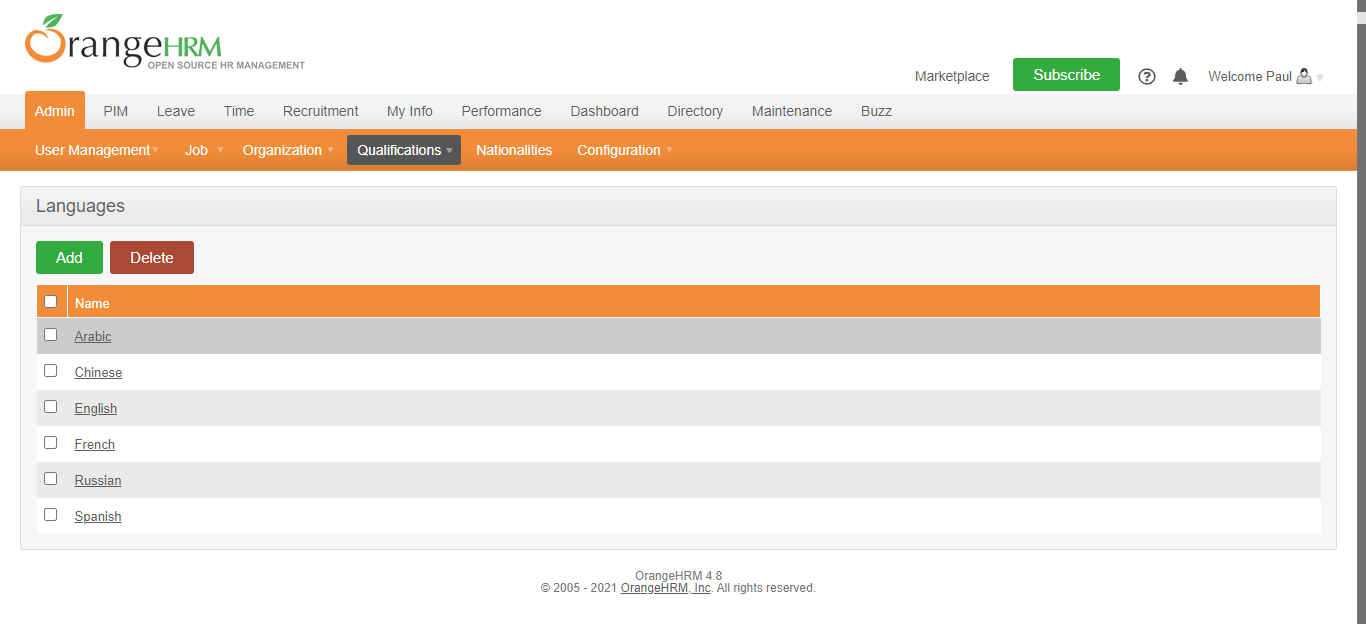 OrangeHRM
OPEN SOURCE HR MANAGEMENT
Marketplace Subscribe Welcome Paul
Admin PIM Leave Time Recruitment My Info Performance Dashboard Directory Maintenance Buzz
User Management Job Organization Qualifications Nationalities Configuration
Languages
Add Delete
Name
Arabic
Chinese
English
French
Russian
Spanish
OrangeHRM 4.8
© 2005 - 2021 OrangeHRM, Inc. All rights reserved.